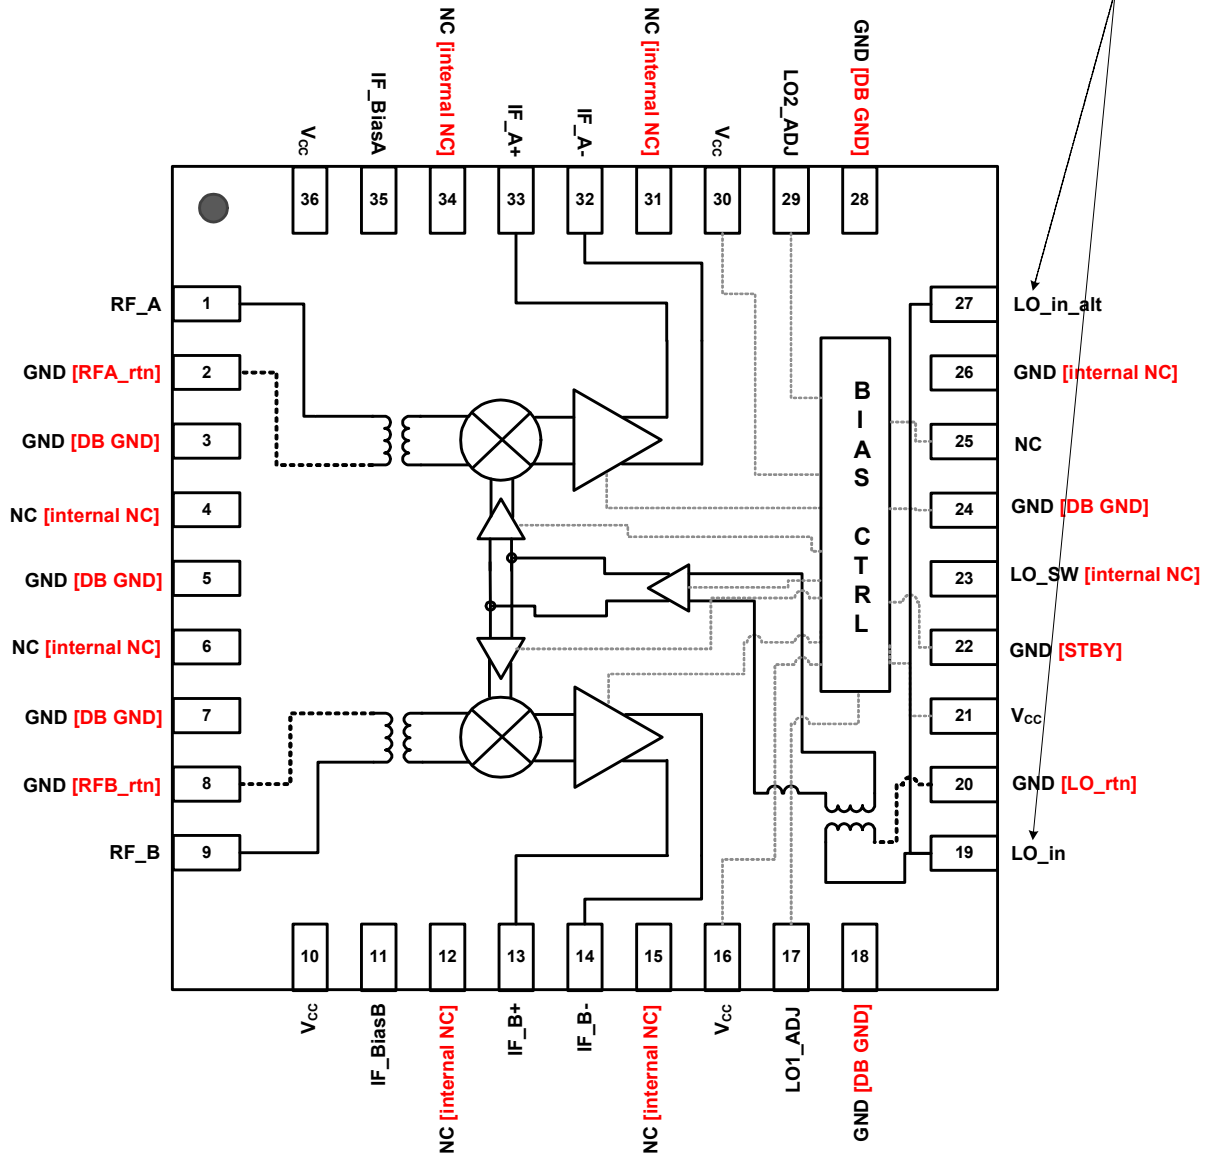 NC [internal NC]
NC [internal NC]
GND [DB GND]
IF_BiasA
IF_A+
IF_A-
LO2_ADJ
VCC
VCC
36
35
34
33
32
31
30
29
28
RF_A
1
27
LO_in_alt
GND [RFA_rtn]
2
26
GND [internal NC]
GND [DB GND]
3
25
NC
NC [internal NC]
4
24
GND [DB GND]
GND [DB GND]
5
23
LO_SW [internal NC]
NC [internal NC]
6
22
GND [STBY]
GND [DB GND]
7
21
VCC
GND [RFB_rtn]
8
20
GND [LO_rtn]
RF_B
9
19
LO_in
BIAS CTRL
10
11
12
13
14
15
16
17
18
VCC
IF_BiasB
NC [internal NC]
IF_B+
IF_B-
NC [internal NC]
VCC
LO1_ADJ
GND [DB GND]